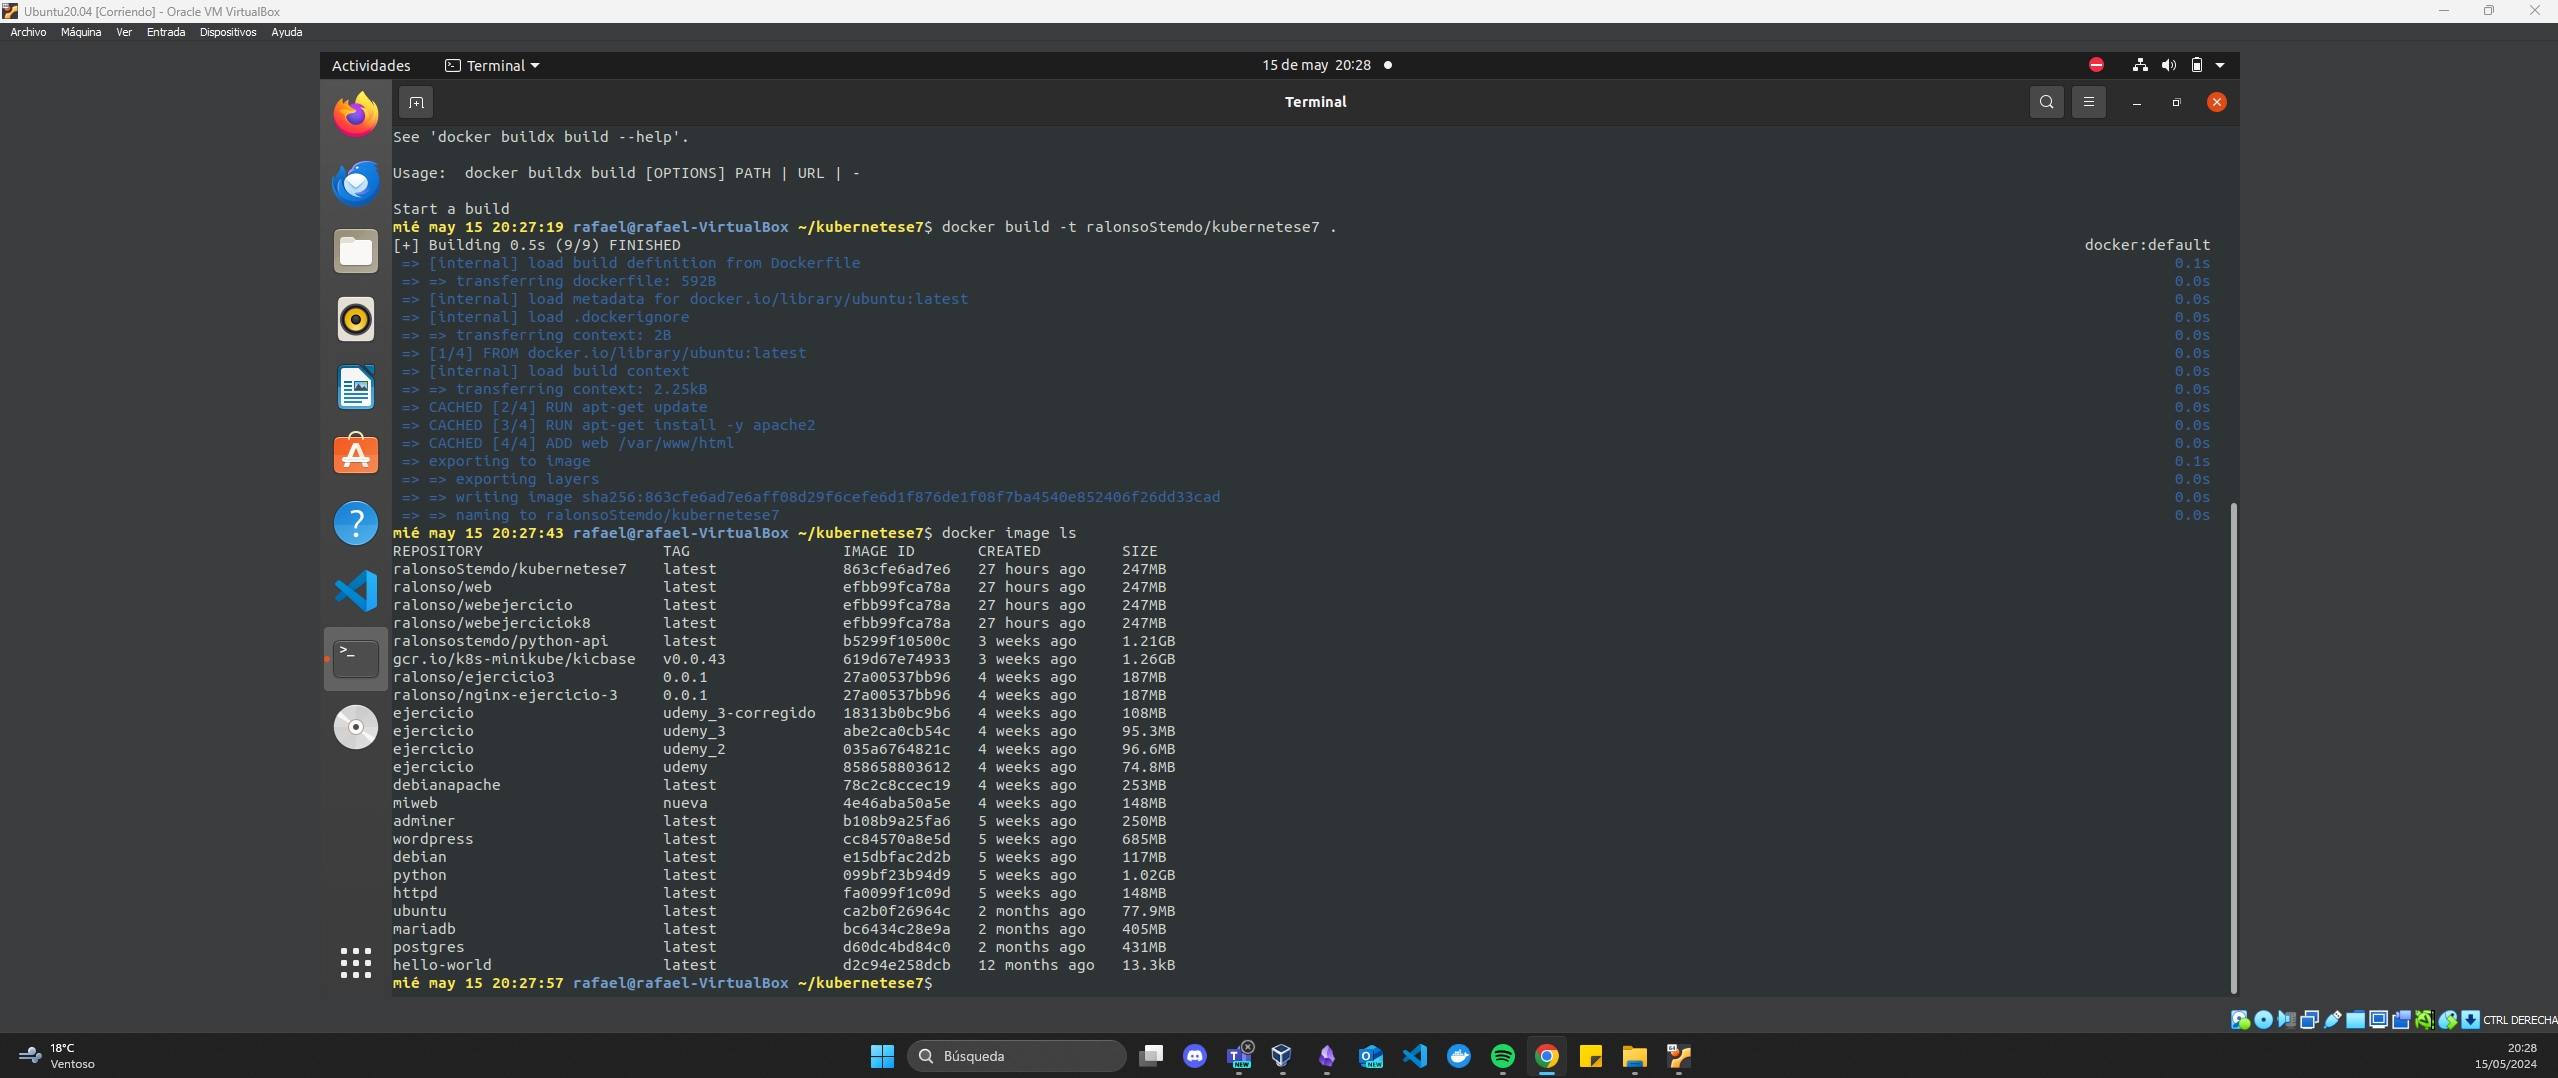 Ubuntu20.04 [Corriendo] - Oracle VM VirtualBox
Archivo Máquina Ver Entrada Dispositivos Ayuda
Actividades Terminal 15 de may 20:28
Terminal
See 'docker buildx build --help'.
Usage:  docker buildx build [OPTIONS] PATH | URL | -
Start a build
mié may 15 20:27:19 rafael@rafael-VirtualBox ~/kubernetese7$ docker build -t ralonsoStemdo/kubernetese7 .
[+] Building 0.5s (9/9) FINISHED docker:default
=> [internal] load build definition from Dockerfile 0.1s
=> => transferring dockerfile: 592B 0.0s
=> [internal] load metadata for docker.io/library/ubuntu:latest 0.0s
=> [internal] load .dockerignore 0.0s
=> => transferring context: 2B 0.0s
=> [1/4] FROM docker.io/library/ubuntu:latest 0.0s
=> [internal] load build context 0.0s
=> => transferring context: 2.25kB 0.0s
=> CACHED [2/4] RUN apt-get update 0.0s
=> CACHED [3/4] RUN apt-get install -y apache2 0.0s
=> CACHED [4/4] ADD web /var/www/html 0.0s
=> exporting to image 0.1s
=> => exporting layers 0.0s
=> => writing image sha256:863cfe6ad7e6aff08d29f6cefe6d1f876de1f08f7ba4540e852406f26dd33cad 0.0s
=> => naming to ralonsoStemdo/kubernetese7 0.0s
mié may 15 20:27:43 rafael@rafael-VirtualBox ~/kubernetese7$ docker image ls
REPOSITORY TAG IMAGE ID CREATED SIZE
ralonsoStemdo/kubernetese7 latest 863cfe6ad7e6 27 hours ago 247MB
ralonso/web latest efbb99fca78a 27 hours ago 247MB
ralonso/webejercicio latest efbb99fca78a 27 hours ago 247MB
ralonso/webejerciciok8 latest efbb99fca78a 27 hours ago 247MB
ralonsostemdo/python-api latest b5299f10500c 3 weeks ago 1.21GB
gcr.io/k8s-minikube/kicbase v0.0.43 619d67e74933 3 weeks ago 1.26GB
ralonso/ejercicio3 0.0.1 27a00537bb96 4 weeks ago 187MB
ralonso/nginx-ejercicio-3 0.0.1 27a00537bb96 4 weeks ago 187MB
ejercicio udemy_3-corregido 18313b0bc9b6 4 weeks ago 108MB
ejercicio udemy_3 abe2ca0cb54c 4 weeks ago 95.3MB
ejercicio udemy_2 035a6764821c 4 weeks ago 96.6MB
ejercicio udemy 858658803612 4 weeks ago 74.8MB
debianapache latest 78c2c8ccec19 4 weeks ago 253MB
miweb nueva 4e46aba50a5e 4 weeks ago 148MB
adminer latest b108b9a25fa6 5 weeks ago 250MB
wordpress latest cc84570a8e5d 5 weeks ago 685MB
debian latest e15dbfac2d2b 5 weeks ago 117MB
python latest 099bf23b94d9 5 weeks ago 1.02GB
httpd latest fa0099f1c09d 5 weeks ago 148MB
ubuntu latest ca2b0f26964c 2 months ago 77.9MB
mariadb latest bc6434c28e9a 2 months ago 405MB
postgres latest d60dc4bd84c0 2 months ago 431MB
hello-world latest d2c94e258dcb 12 months ago 13.3kB
mié may 15 20:27:57 rafael@rafael-VirtualBox ~/kubernetese7$
CTRL DERECHA
18°C
Ventoso
Búsqueda
20:28
15/05/2024